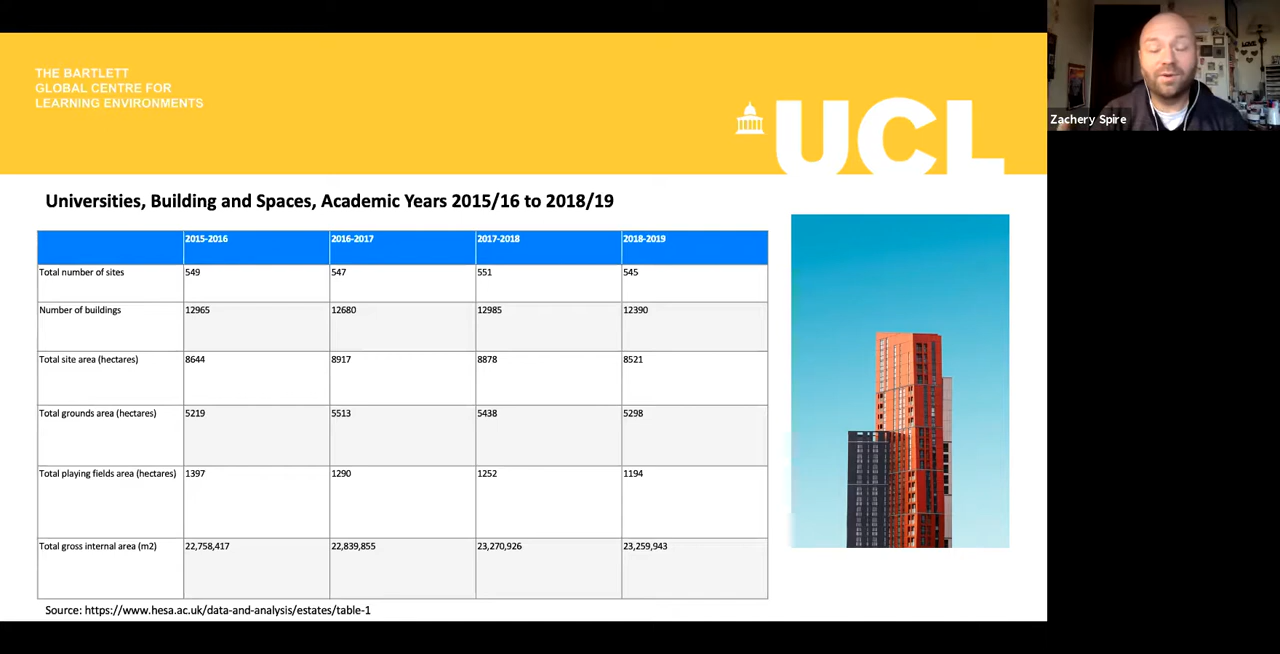 THE BARTLETT
GLOBAL CENTRE FOR
LEARNING ENVIRONMENTS
UCL
Zachery Spire
Universities, Building and Spaces, Academic Years 2015/16 to 2018/19
2015-2016 2016-2017 2017-2018 2018-2019
Total number of sites 549 547 551 545
Number of buildings 12965 12680 12985 12390
Total site area (hectares) 8644 8917 8878 8521
Total grounds area (hectares) 5219 5513 5438 5298
Total playing fields area (hectares) 1397 1290 1252 1194
Total gross internal area (m2) 22,758,417 22,839,855 23,270,926 23,259,943
Source: https://www.hesa.ac.uk/data-and-analysis/estates/table-1